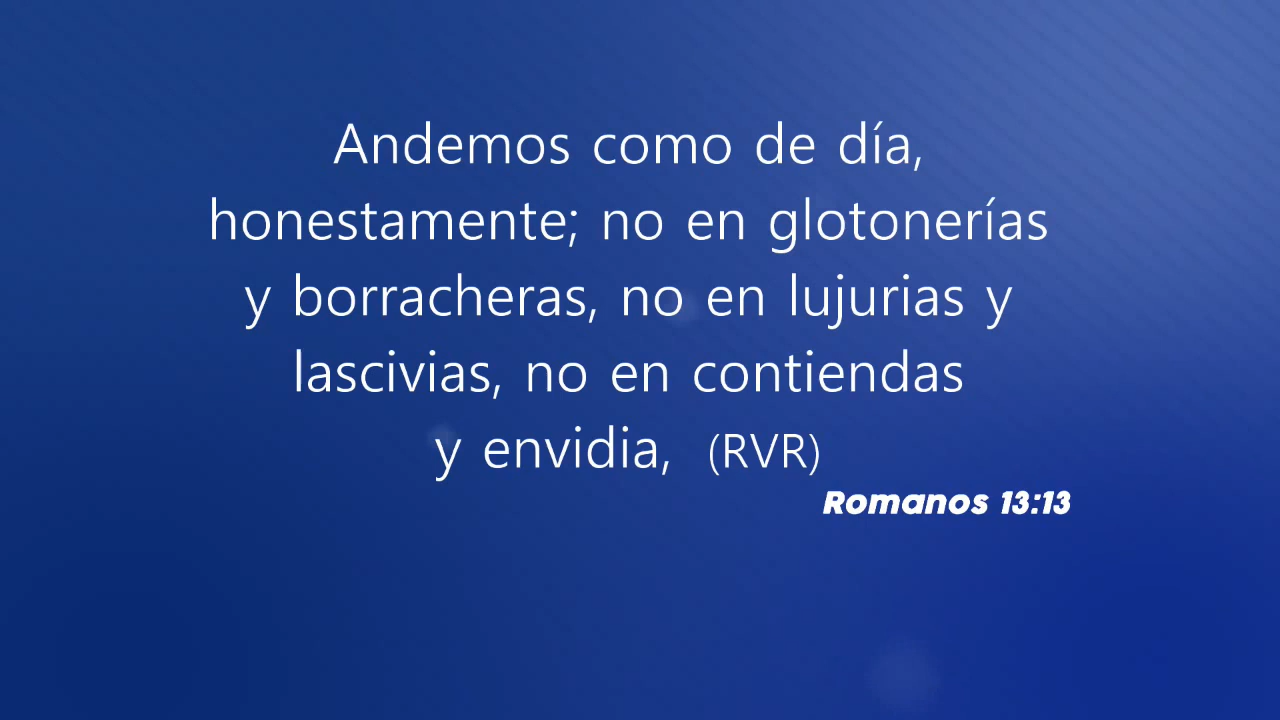 Andemos como de día,
honestamente; no en glotonerías
y borracheras, no en lujurias y
lascivias, no en contiendas
y envidia, (RVR)
Romanos 13:13